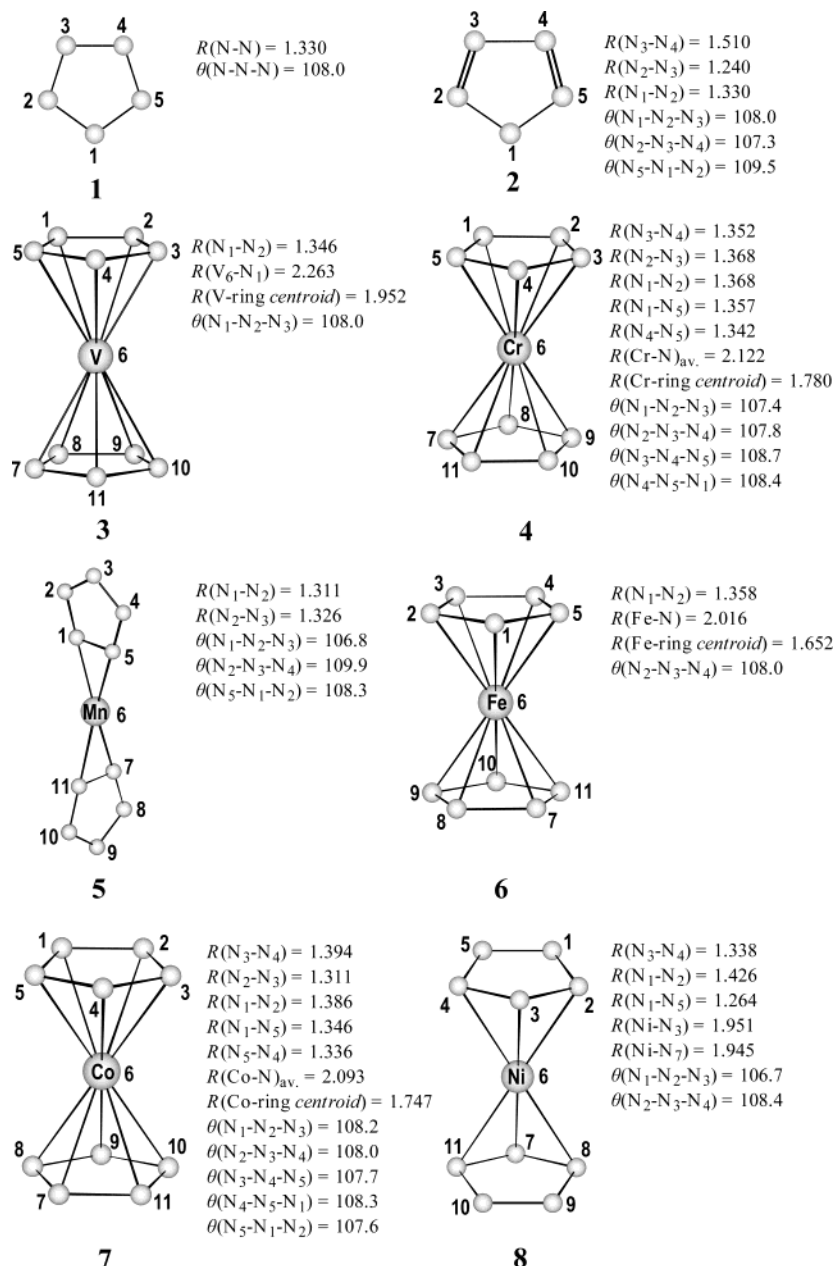 3 4
2 5
1
R(N-N) = 1.330
θ(N-N-N) = 108.0
1
3 4
2 5
1
R(N₃-N₄) = 1.510
R(N₂-N₃) = 1.240
R(N₁-N₂) = 1.330
θ(N₁-N₂-N₃) = 108.0
θ(N₂-N₃-N₄) = 107.3
θ(N₅-N₁-N₂) = 109.5
2
1 2
5 3
4
V 6
8 9
7 10
11
R(N₁-N₂) = 1.346
R(V₆-N₁) = 2.263
R(V-ring centroid) = 1.952
θ(N₁-N₂-N₃) = 108.0
3
1 2
5 3
4
Cr 6
8
7 9
11 10
R(N₃-N₄) = 1.352
R(N₂-N₃) = 1.368
R(N₁-N₂) = 1.368
R(N₁-N₅) = 1.357
R(N₄-N₅) = 1.342
R(Cr-N)av. = 2.122
R(Cr-ring centroid) = 1.780
θ(N₁-N₂-N₃) = 107.4
θ(N₂-N₃-N₄) = 107.8
θ(N₃-N₄-N₅) = 108.7
θ(N₄-N₅-N₁) = 108.4
4
3
2
4
1
5
Mn 6
7
11
8
10
9
R(N₁-N₂) = 1.311
R(N₂-N₃) = 1.326
θ(N₁-N₂-N₃) = 106.8
θ(N₂-N₃-N₄) = 109.9
θ(N₅-N₁-N₂) = 108.3
5
3 4
2 5
1
Fe 6
10
9 11
8 7
R(N₁-N₂) = 1.358
R(Fe-N) = 2.016
R(Fe-ring centroid) = 1.652
θ(N₂-N₃-N₄) = 108.0
6
1 2
5 3
4
Co 6
9
8 10
7 11
R(N₃-N₄) = 1.394
R(N₂-N₃) = 1.311
R(N₁-N₂) = 1.386
R(N₁-N₅) = 1.346
R(N₅-N₄) = 1.336
R(Co-N)av. = 2.093
R(Co-ring centroid) = 1.747
θ(N₁-N₂-N₃) = 108.2
θ(N₂-N₃-N₄) = 108.0
θ(N₃-N₄-N₅) = 107.7
θ(N₄-N₅-N₁) = 108.3
θ(N₅-N₁-N₂) = 107.6
7
5 1
4 2
3
Ni 6
7
11 8
10 9
R(N₃-N₄) = 1.338
R(N₁-N₂) = 1.426
R(N₁-N₅) = 1.264
R(Ni-N₃) = 1.951
R(Ni-N₇) = 1.945
θ(N₁-N₂-N₃) = 106.7
θ(N₂-N₃-N₄) = 108.4
8